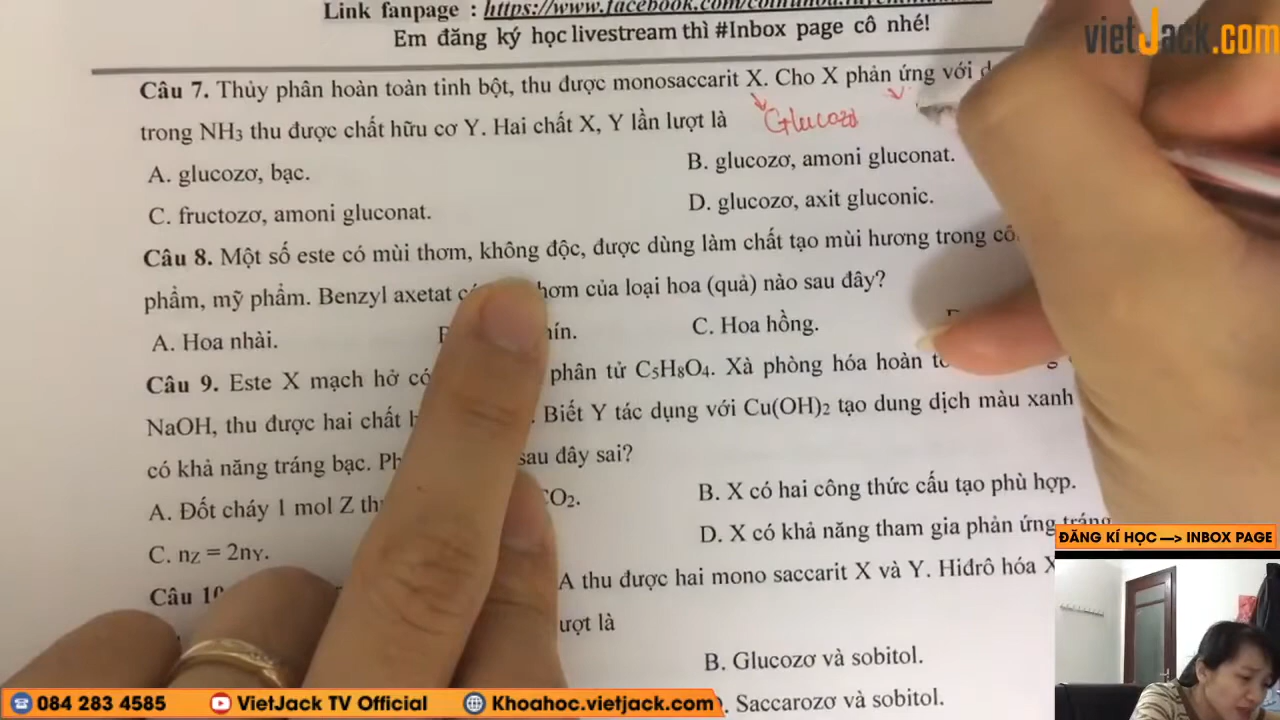 Link fanpage : https://www.facebook.com/
Em đăng ký học livestream thì #Inbox page cô nhé!
vietJack.com
Câu 7. Thủy phân hoàn toàn tinh bột, thu được monosaccarit X. Cho X phản ứng với
trong NH3 thu được chất hữu cơ Y. Hai chất X, Y lần lượt là
Glucozơ
A. glucozơ, bạc.
B. glucozơ, amoni gluconat.
C. fructozơ, amoni gluconat.
D. glucozơ, axit gluconic.
Câu 8. Một số este có mùi thơm, không độc, được dùng làm chất tạo mùi hương trong
phẩm, mỹ phẩm. Benzyl axetat của loại hoa (quả) nào sau đây?
A. Hoa nhài.
C. Hoa hồng.
Câu 9. Este X mạch hở có phân tử C5H8O4. Xà phòng hóa hoàn
NaOH, thu được hai chất Biết Y tác dụng với Cu(OH)2 tạo dung dịch màu xanh
có khả năng tráng bạc. sau đây sai?
A. Đốt cháy 1 mol Z CO2.
B. X có hai công thức cấu tạo phù hợp.
C. nZ = 2nY.
D. X có khả năng tham gia phản ứng tráng
Câu 10
A thu được hai mono saccarit X và Y. Hiđrô hóa X
là
B. Glucozơ và sobitol.
Saccarozơ và sobitol.
ĐĂNG KÍ HỌC —> INBOX PAGE
084 283 4585
VietJack TV Official
Khoahoc.vietjack.com